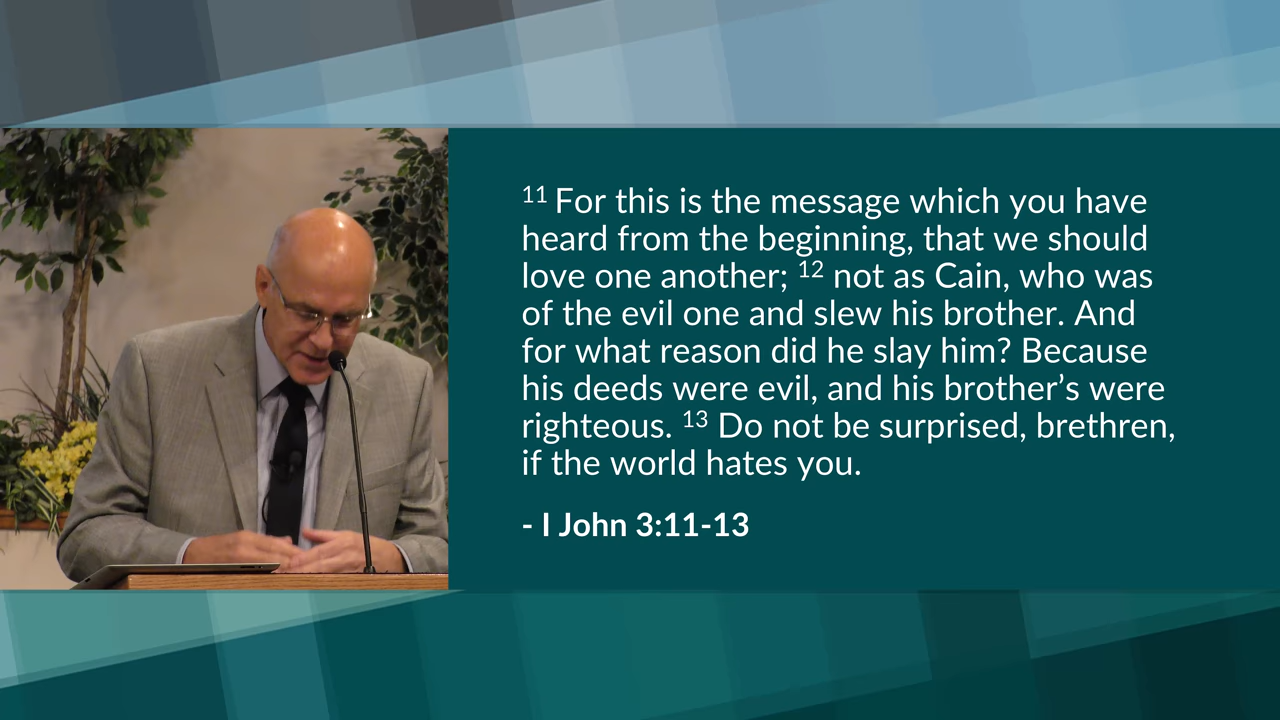 11 For this is the message which you have
heard from the beginning, that we should
love one another; 12 not as Cain, who was
of the evil one and slew his brother. And
for what reason did he slay him? Because
his deeds were evil, and his brother’s were
righteous. 13 Do not be surprised, brethren,
if the world hates you.
- I John 3:11-13